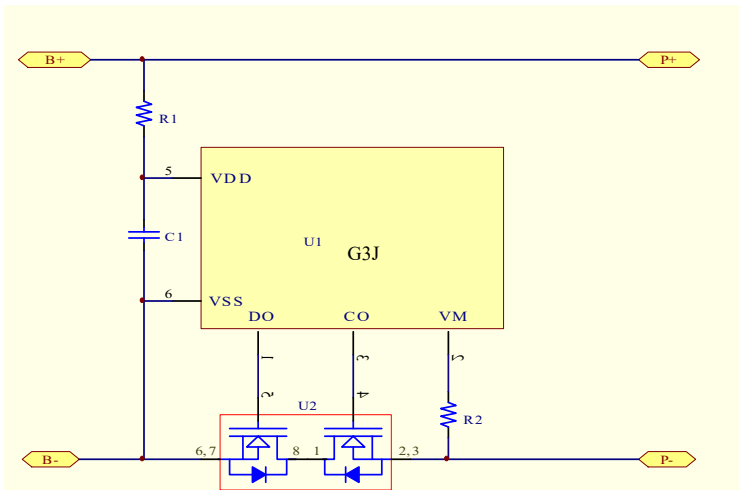 B+
P+
R1
5
VDD
C1
U1
G3J
6
VSS
DO
CO
VM
1
3
2
5
4
U2
R2
B-
6,7
8
1
2,3
P-